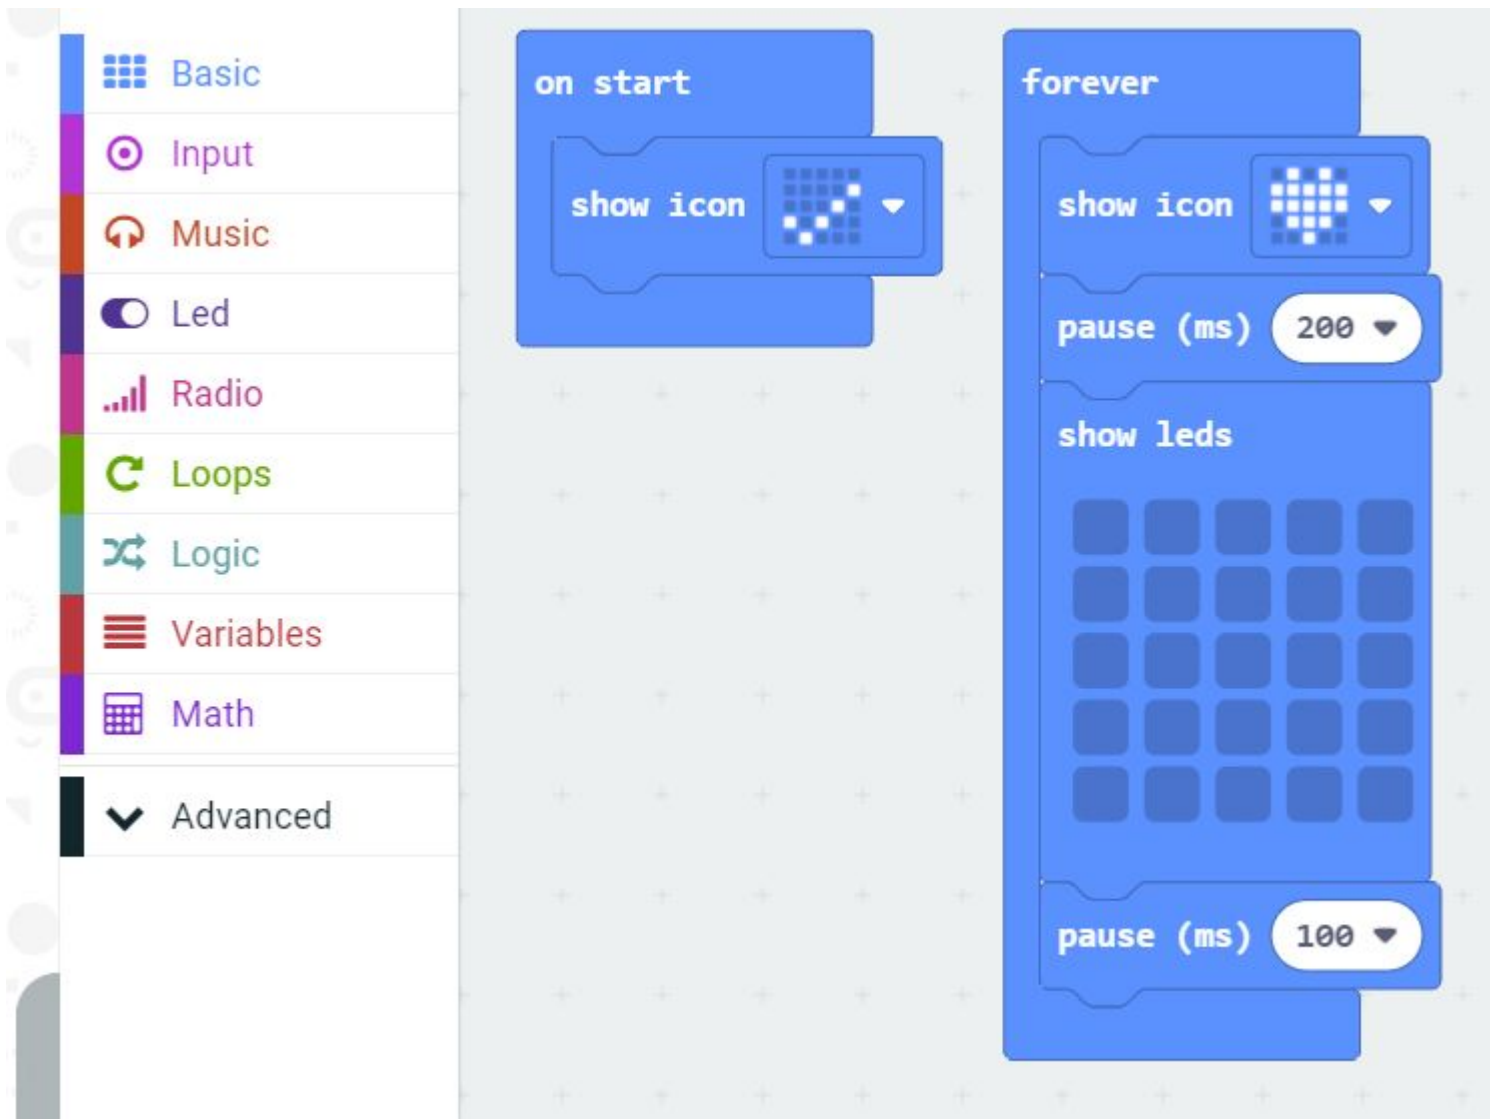 Basic
Input
Music
Led
Radio
Loops
Logic
Variables
Math
Advanced
on start
show icon
forever
show icon
pause (ms) 200
show leds
pause (ms) 100